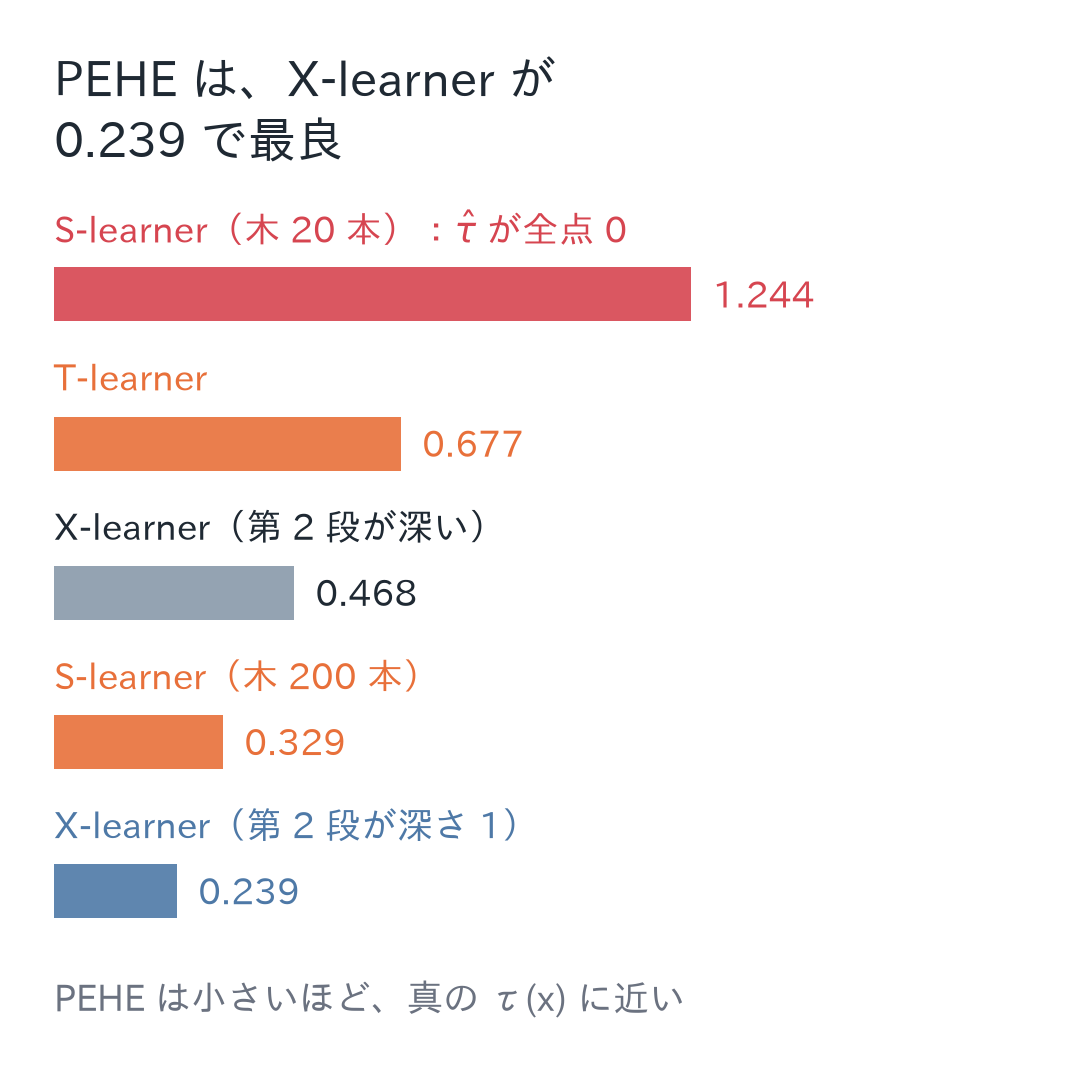 PEHE は、X-learner が
0.239 で最良
S-learner（木 20 本）：τ̂ が全点 0
1.244
T-learner
0.677
X-learner（第 2 段が深い）
0.468
S-learner（木 200 本）
0.329
X-learner（第 2 段が深さ 1）
0.239
PEHE は小さいほど、真の τ(x) に近い